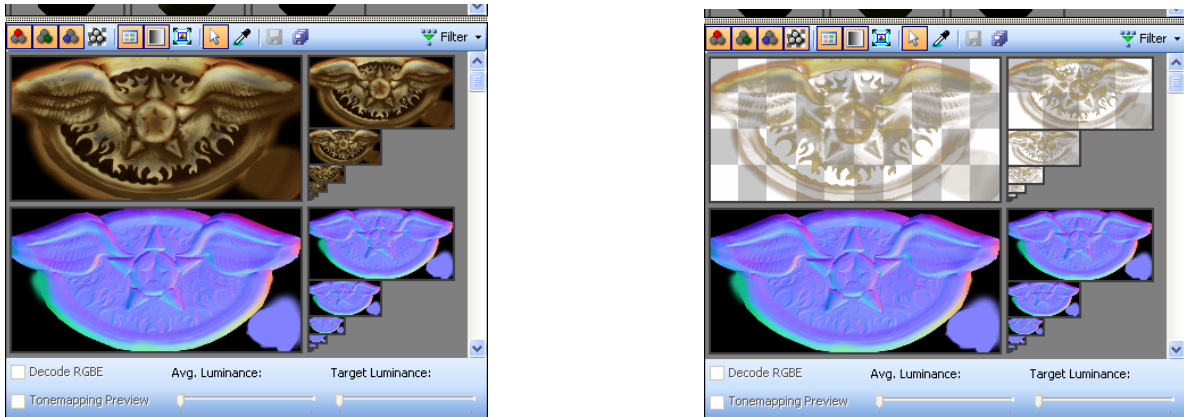 Filter
Decode RGBE Avg. Luminance: Target Luminance:
Tonemapping Preview
Filter
Decode RGBE Avg. Luminance: Target Luminance:
Tonemapping Preview